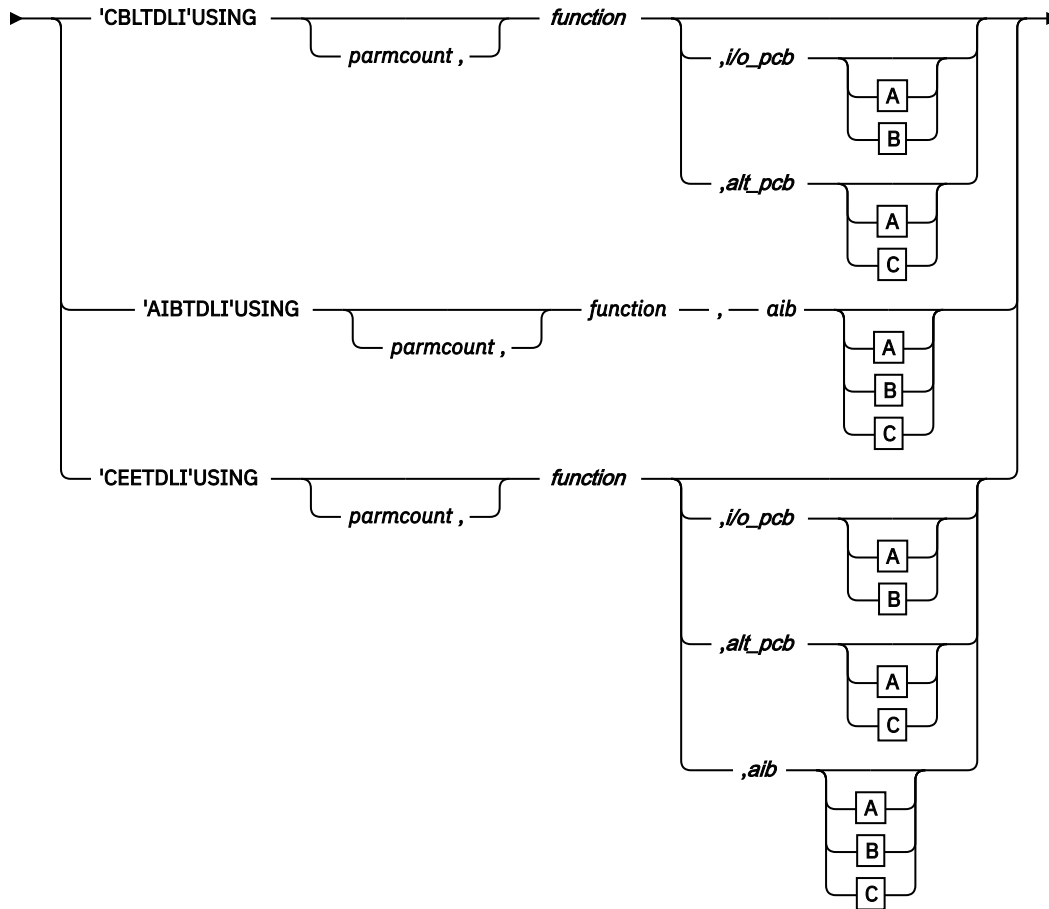 'CBLTDLI'USING function
parmcount ,
,i/o_pcb
A
B
,alt_pcb
A
C
'AIBTDLI'USING function , aib
parmcount ,
A
B
C
'CEETDLI'USING function
parmcount ,
,i/o_pcb
A
B
,alt_pcb
A
C
,aib
A
B
C